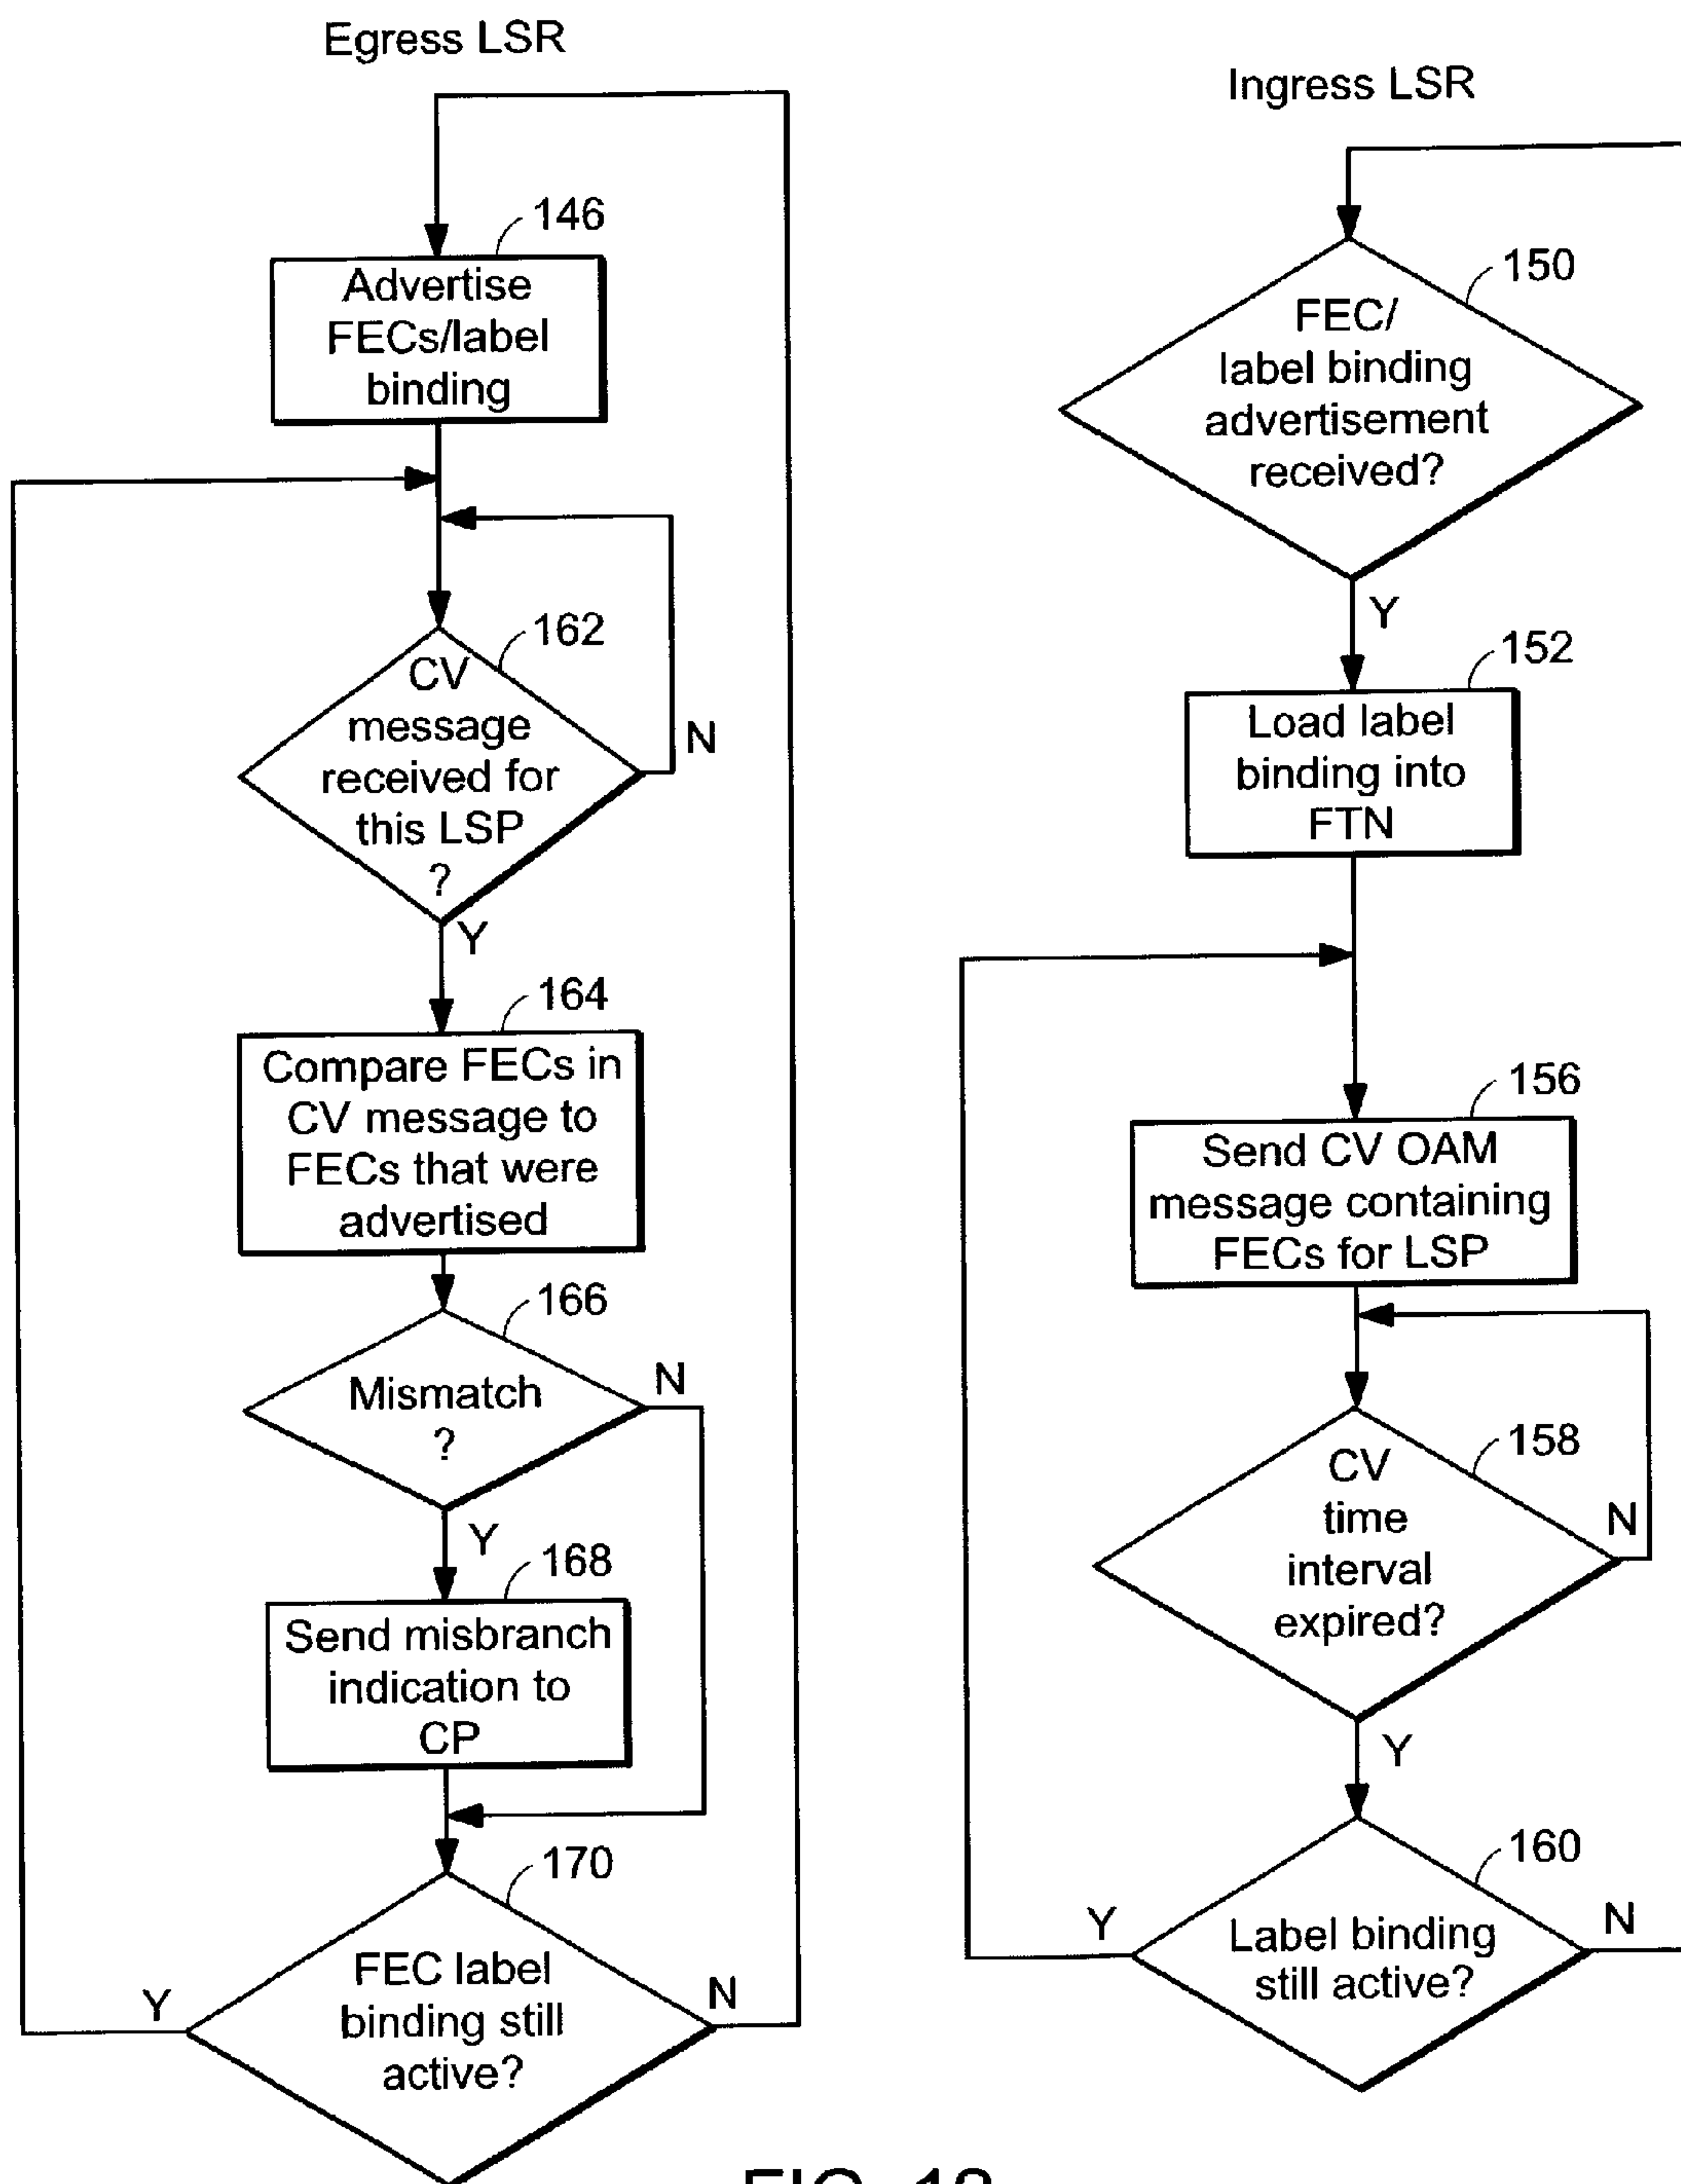 Egress LSR
146
Advertise
FECs/label
binding
162
CV
message
received for
this LSP
?
N
Y
164
Compare FECs in
CV message to
FECs that were
advertised
166
Mismatch
?
N
Y
168
Send misbranch
indication to
CP
170
FEC label
binding still
active?
Y
N
Ingress LSR
150
FEC/
label binding
advertisement
received?
Y
152
Load label
binding into
FTN
156
Send CV OAM
message containing
FECs for LSP
158
CV
time
interval
expired?
N
Y
160
Label binding
still active?
Y
N